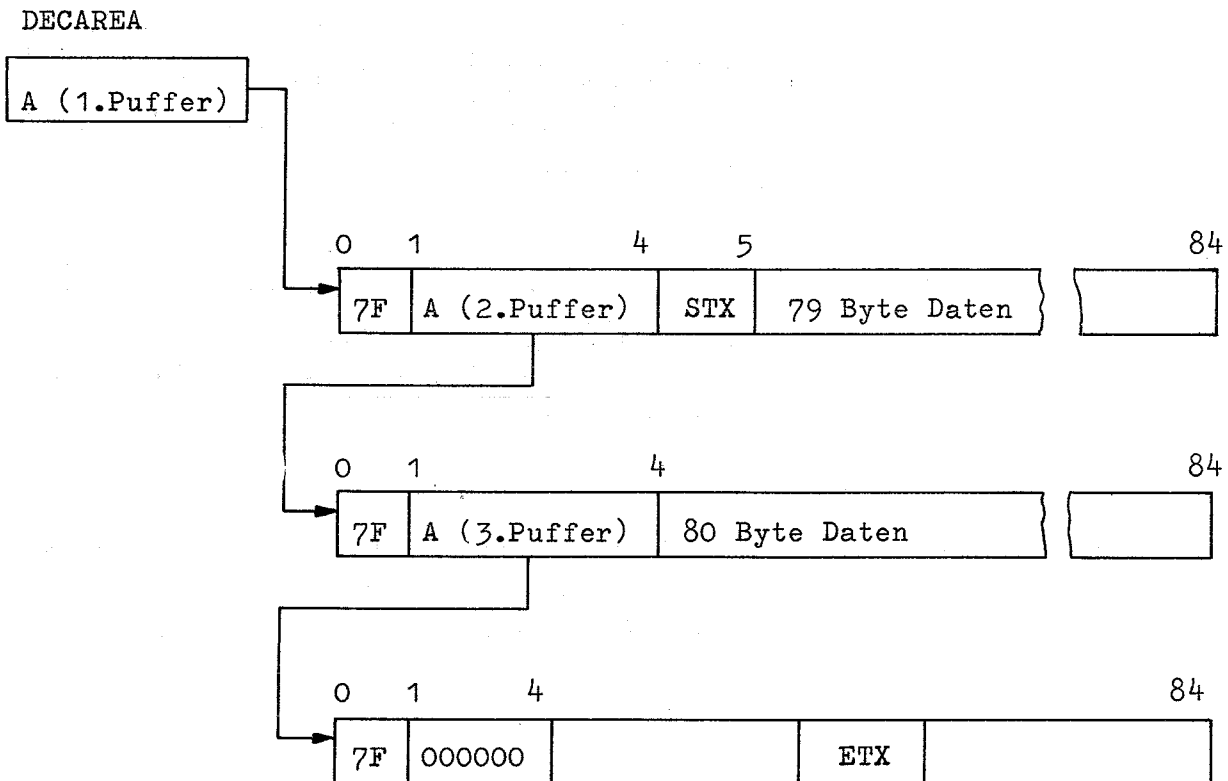 DECAREA
A (1.Puffer)
0 1 4 5 84
7F A (2.Puffer) STX 79 Byte Daten
0 1 4 84
7F A (3.Puffer) 80 Byte Daten
0 1 4 84
7F 000000 ETX